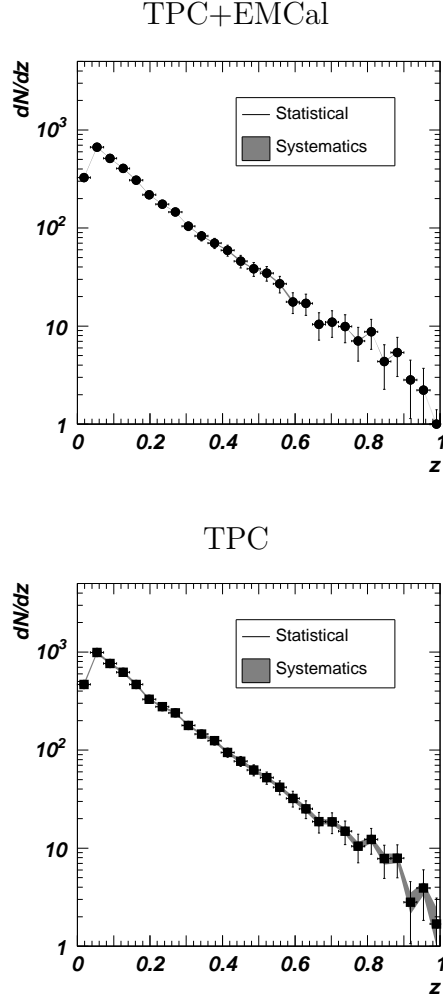 TPC+EMCal
dN/dz
Statistical
Systematics
10³
10²
10
1
0 0.2 0.4 0.6 0.8 1
z
TPC
dN/dz
Statistical
Systematics
10³
10²
10
1
0 0.2 0.4 0.6 0.8 1
z